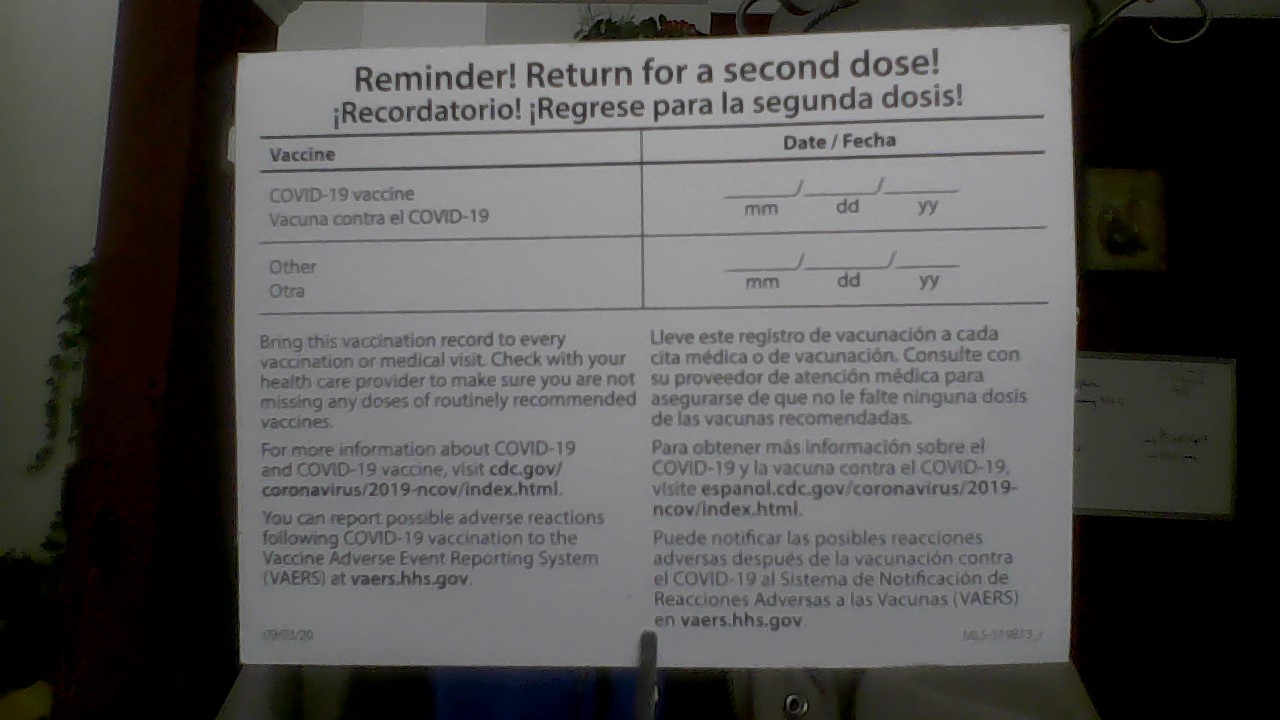 Reminder! Return for a second dose!
¡Recordatorio! ¡Regrese para la segunda dosis!
Vaccine
Date / Fecha
COVID-19 vaccine
Vacuna contra el COVID-19
____/____/____
mm dd yy
Other
Otra
____/____/____
mm dd yy
Bring this vaccination record to every
vaccination or medical visit. Check with your
health care provider to make sure you are not
missing any doses of routinely recommended
vaccines.
For more information about COVID-19
and COVID-19 vaccine, visit cdc.gov/
coronavirus/2019-ncov/index.html.
You can report possible adverse reactions
following COVID-19 vaccination to the
Vaccine Adverse Event Reporting System
(VAERS) at vaers.hhs.gov.
Lleve este registro de vacunación a cada
cita médica o de vacunación. Consulte con
su proveedor de atención médica para
asegurarse de que no le falte ninguna dosis
de las vacunas recomendadas.
Para obtener más información sobre el
COVID-19 y la vacuna contra el COVID-19,
visite espanol.cdc.gov/coronavirus/2019-
ncov/index.html.
Puede notificar las posibles reacciones
adversas después de la vacunación contra
el COVID-19 al Sistema de Notificación de
Reacciones Adversas a las Vacunas (VAERS)
en vaers.hhs.gov.
09/03/20